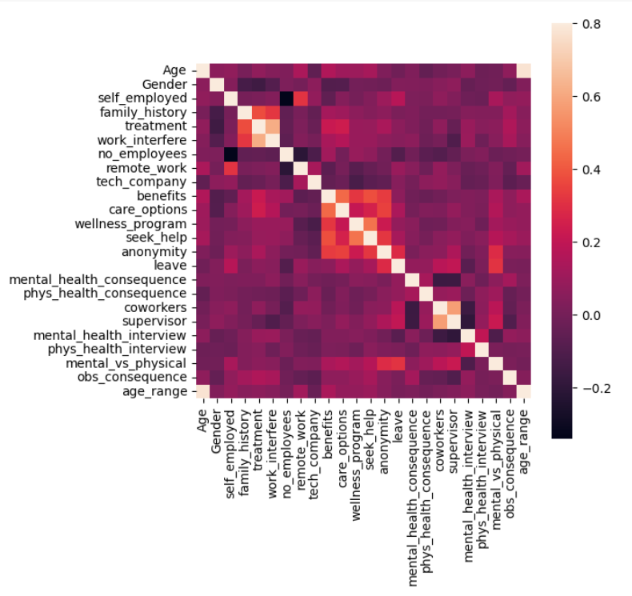 Age
Gender
self_employed
family_history
treatment
work_interfere
no_employees
remote_work
tech_company
benefits
care_options
wellness_program
seek_help
anonymity
leave
mental_health_consequence
phys_health_consequence
coworkers
supervisor
mental_health_interview
phys_health_interview
mental_vs_physical
obs_consequence
age_range
Age
Gender
self_employed
family_history
treatment
work_interfere
no_employees
remote_work
tech_company
benefits
care_options
wellness_program
seek_help
anonymity
leave
mental_health_consequence
phys_health_consequence
coworkers
supervisor
mental_health_interview
phys_health_interview
mental_vs_physical
obs_consequence
age_range
0.8
0.6
0.4
0.2
0.0
−0.2